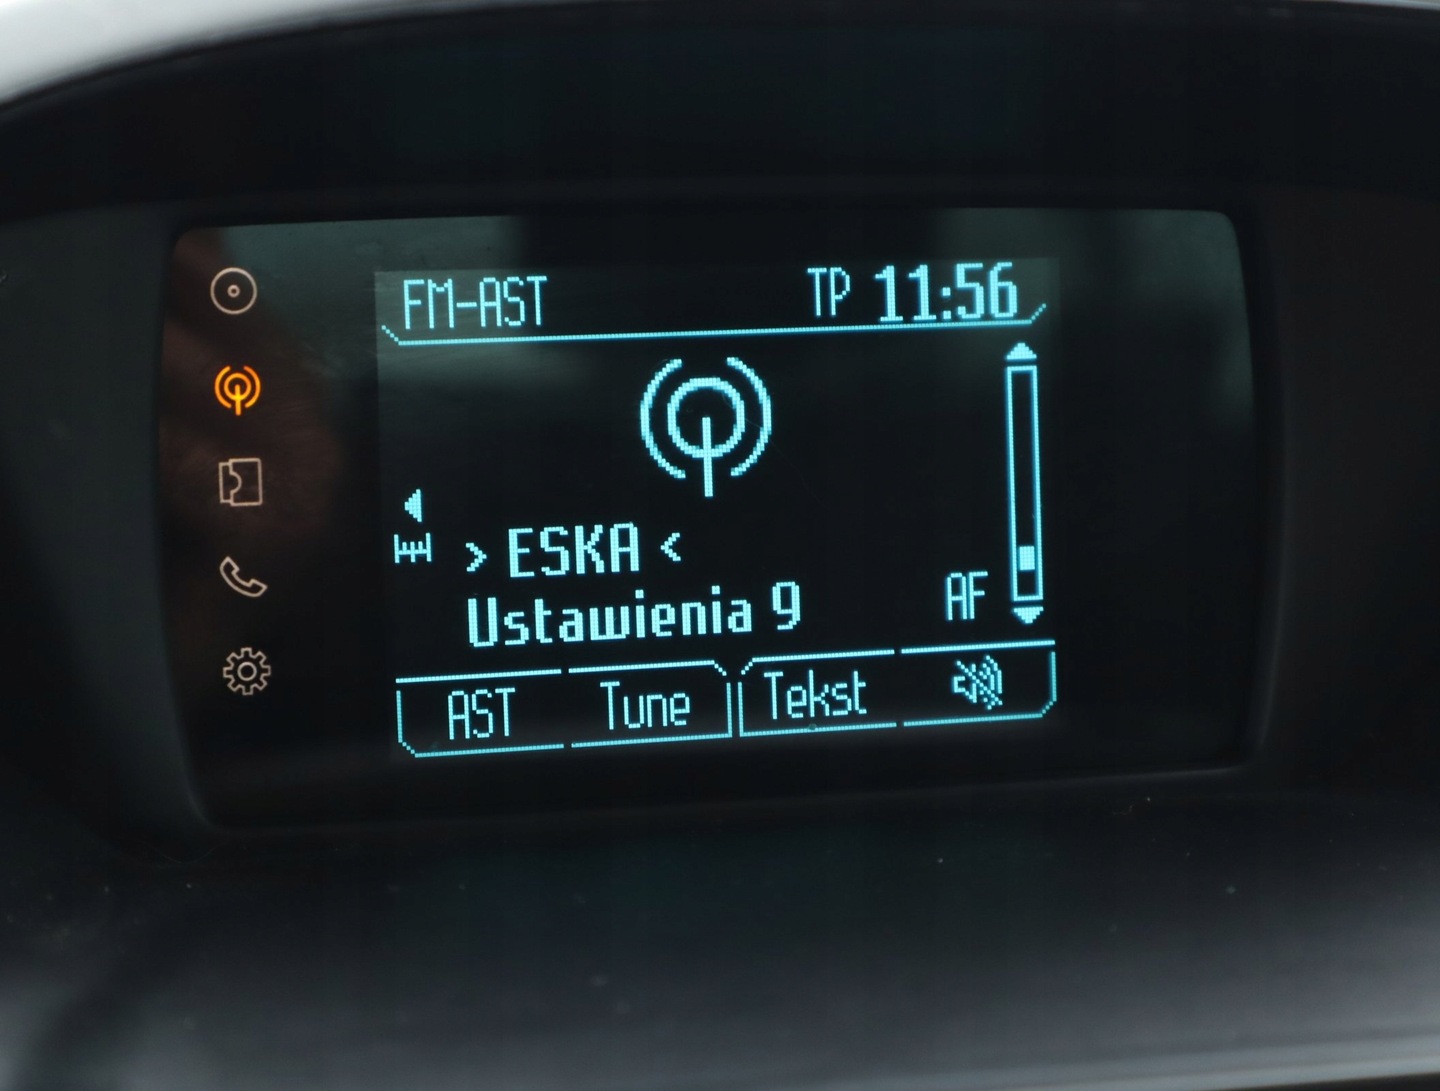 FM-AST TP 11:56
> ESKA <
Ustawienia 9 AF
AST Tune Tekst